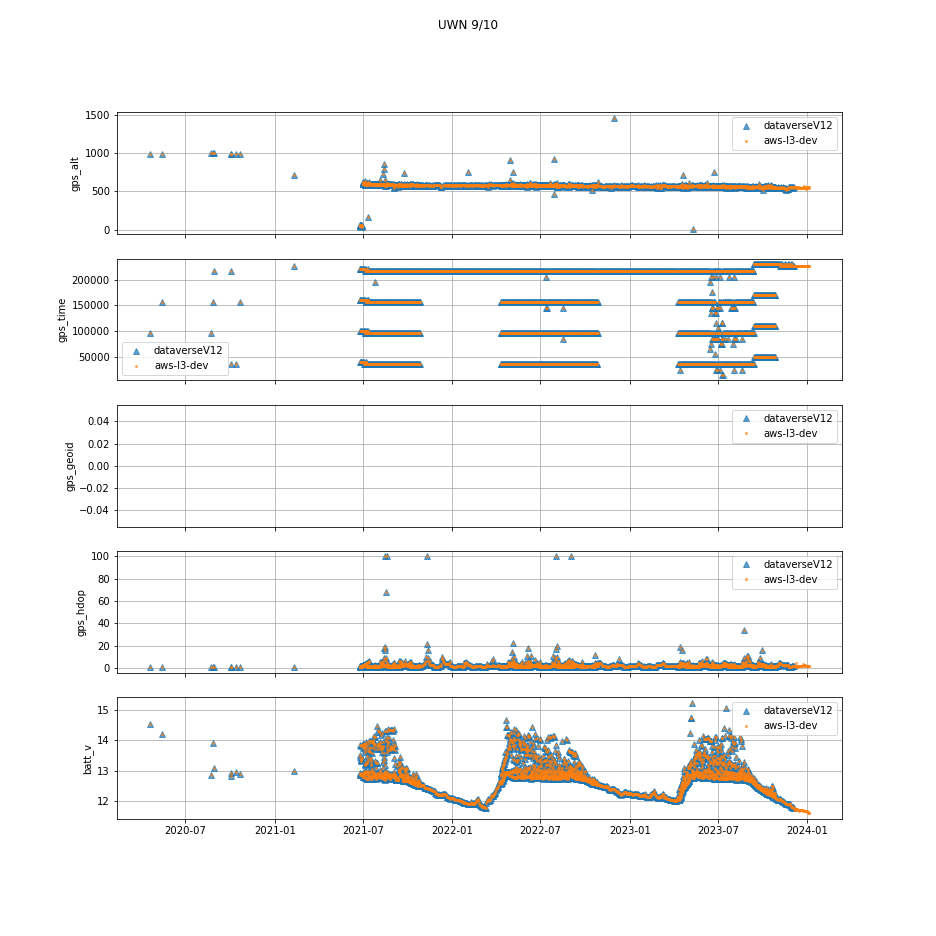 UWN 9/10
1500
1000
500
0
gps_alt
dataverseV12
aws-l3-dev
200000
150000
100000
50000
gps_time
dataverseV12
aws-l3-dev
0.04
0.02
0.00
−0.02
−0.04
gps_geoid
dataverseV12
aws-l3-dev
100
80
60
40
20
0
gps_hdop
dataverseV12
aws-l3-dev
15
14
13
12
batt_v
dataverseV12
aws-l3-dev
2020-07 2021-01 2021-07 2022-01 2022-07 2023-01 2023-07 2024-01